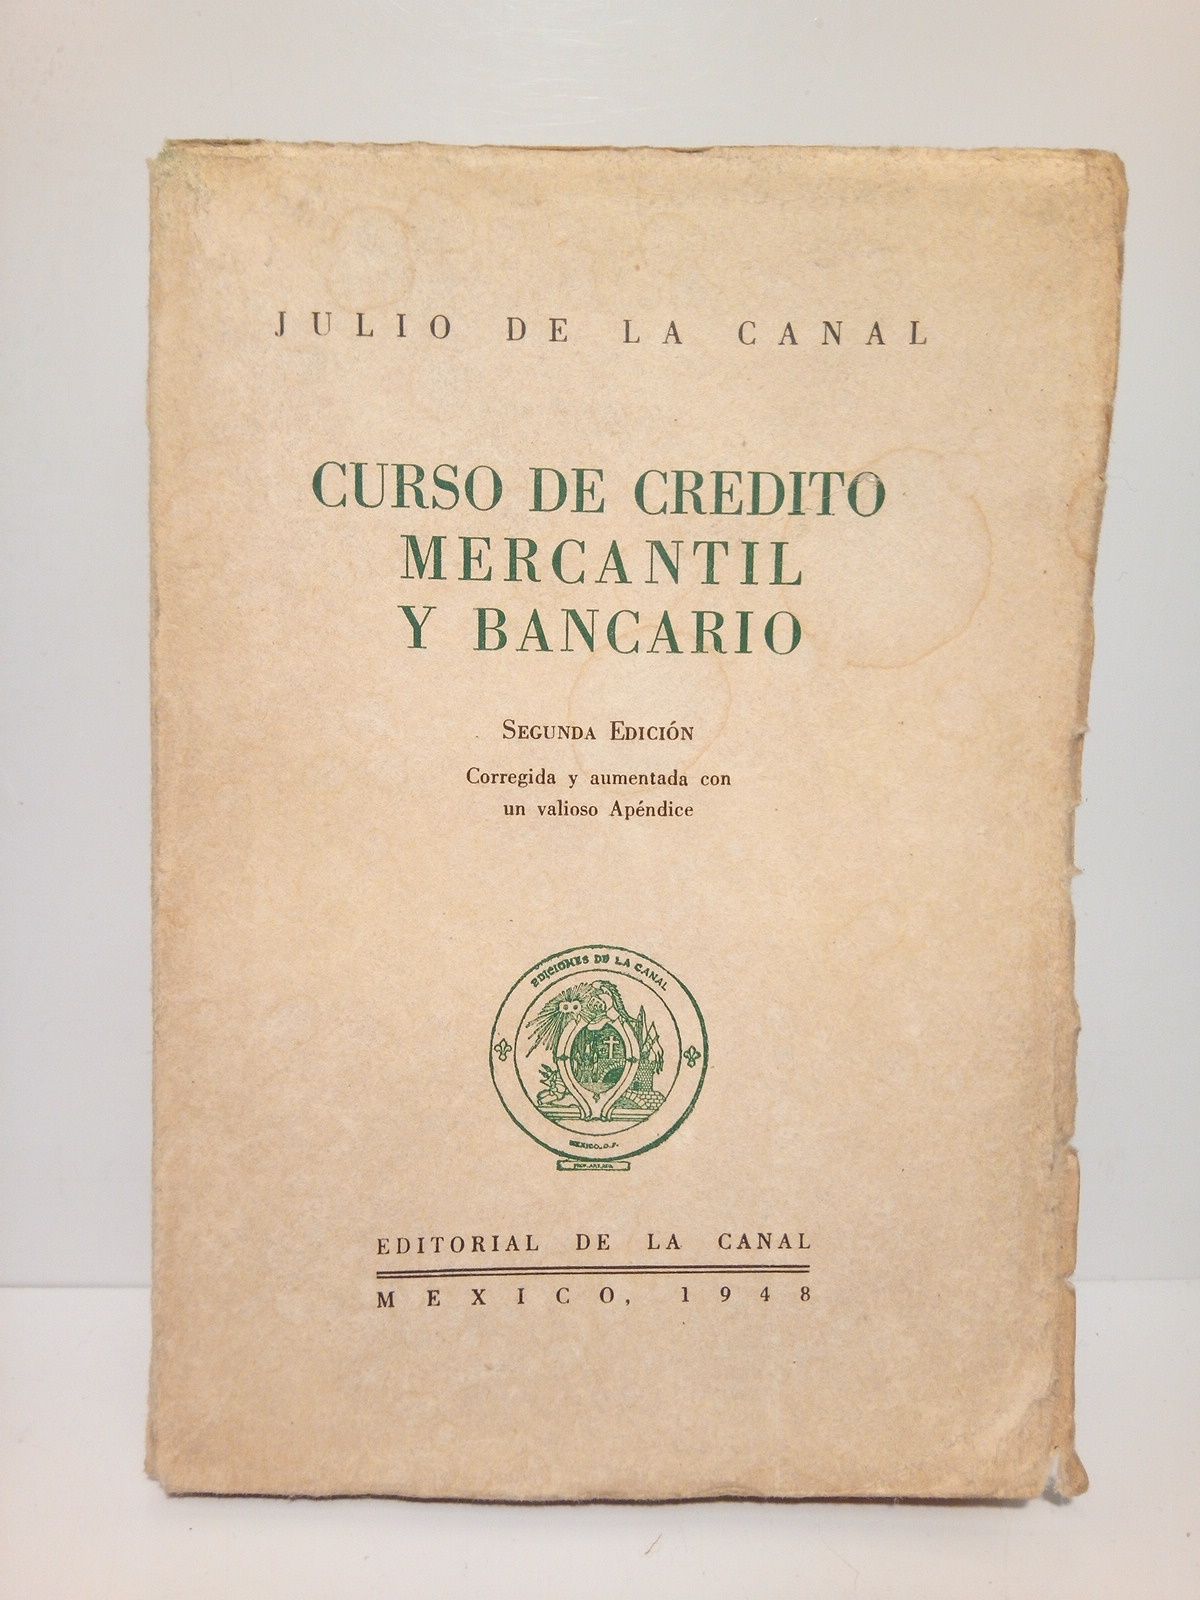 JULIO DE LA CANAL
CURSO DE CREDITO
MERCANTIL
Y BANCARIO
SEGUNDA EDICIÓN
Corregida y aumentada con
un valioso Apéndice
EDICIONES DE LA CANAL
MEXICO, D.F.
EDITORIAL DE LA CANAL
MEXICO, 1948